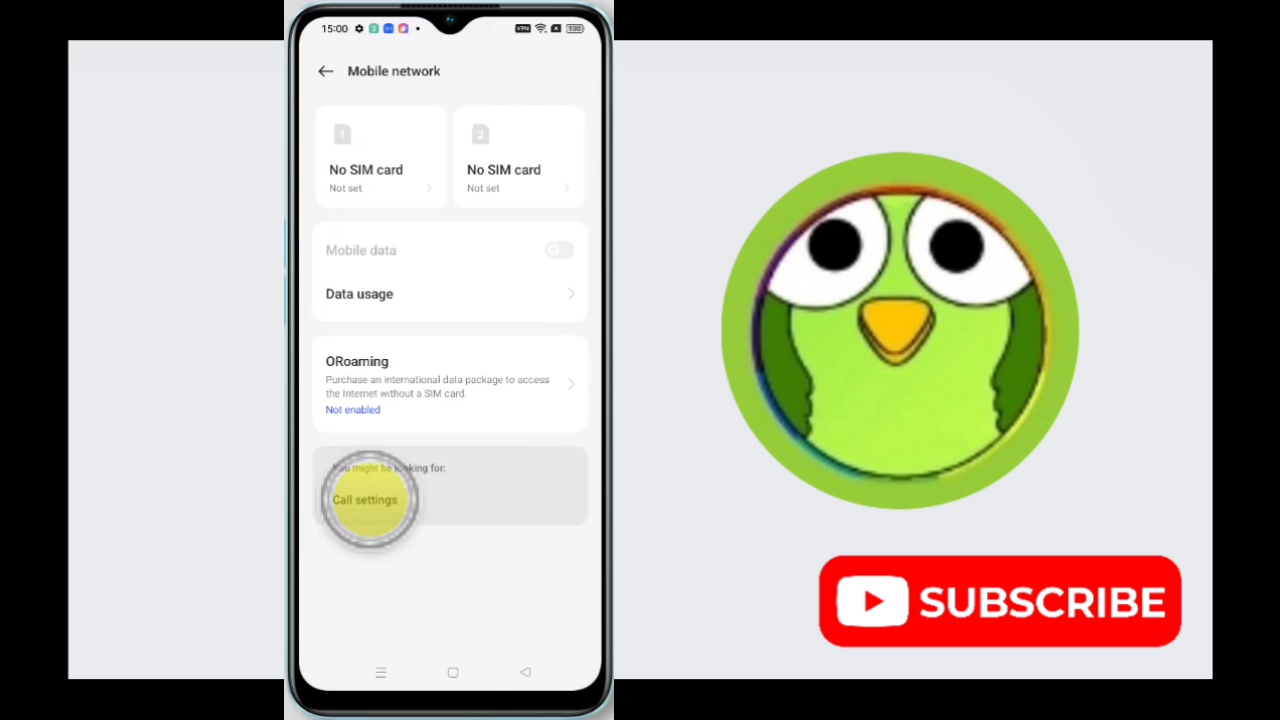 15:00
VPN
100
Mobile network
1
2
No SIM card
Not set
No SIM card
Not set
Mobile data
Data usage
ORoaming
Purchase an international data package to access
the Internet without a SIM card.
Not enabled
You might be looking for:
Call settings
SUBSCRIBE